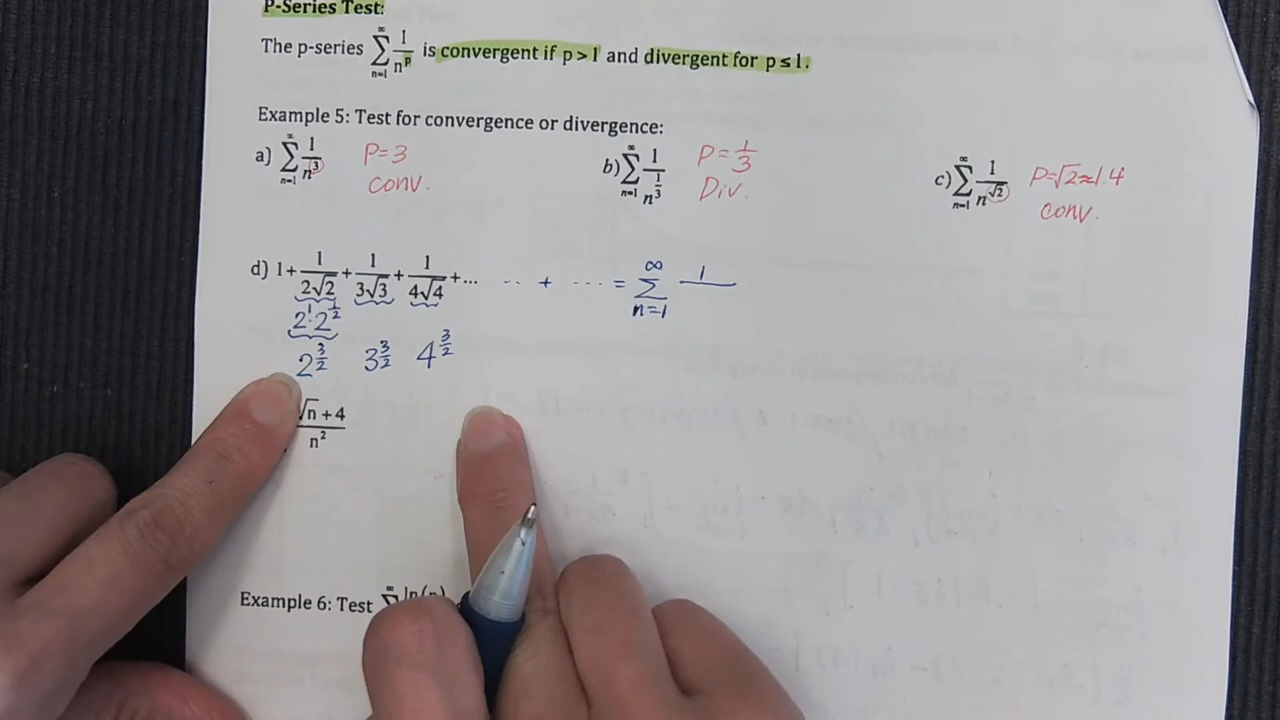 P-Series Test:
The p-series ∑_{n=1}^{∞} 1/n^p is convergent if p > 1 and divergent for p ≤ 1.
Example 5: Test for convergence or divergence:
a) ∑_{n=1}^{∞} 1/n^3 P=3 conv.
b) ∑_{n=1}^{∞} 1/n^{1/3} P=1/3 Div.
c) ∑_{n=1}^{∞} 1/n^{√2} P=√2≈1.4 conv.
d) 1 + 1/(2√2) + 1/(3√3) + 1/(4√4) + ... ·· + ··· = ∑_{n=1}^{∞} 1/
2^1·2^{1/2}
2^{3/2} 3^{3/2} 4^{3/2}
(√n + 4)/n^2
Example 6: Test